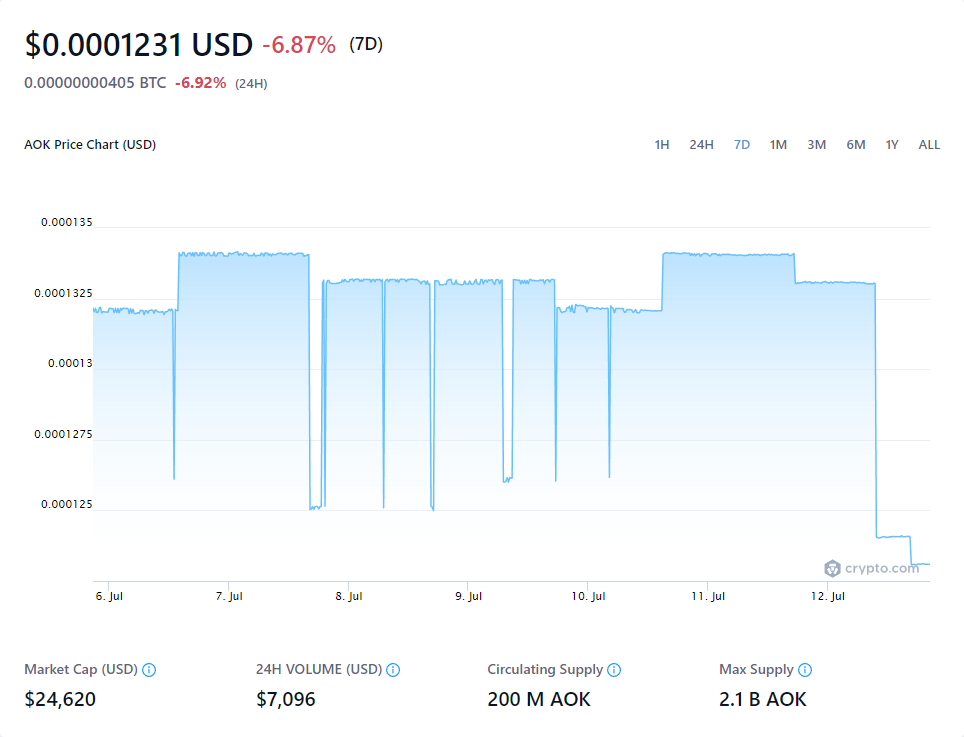 $0.0001231 USD -6.87% (7D)
0.00000000405 BTC -6.92% (24H)
AOK Price Chart (USD) 1H 24H 7D 1M 3M 6M 1Y ALL
0.000135
0.0001325
0.00013
0.0001275
0.000125
crypto.com
6. Jul 7. Jul 8. Jul 9. Jul 10. Jul 11. Jul 12. Jul
Market Cap (USD) 24H VOLUME (USD) Circulating Supply Max Supply
$24,620 $7,096 200 M AOK 2.1 B AOK